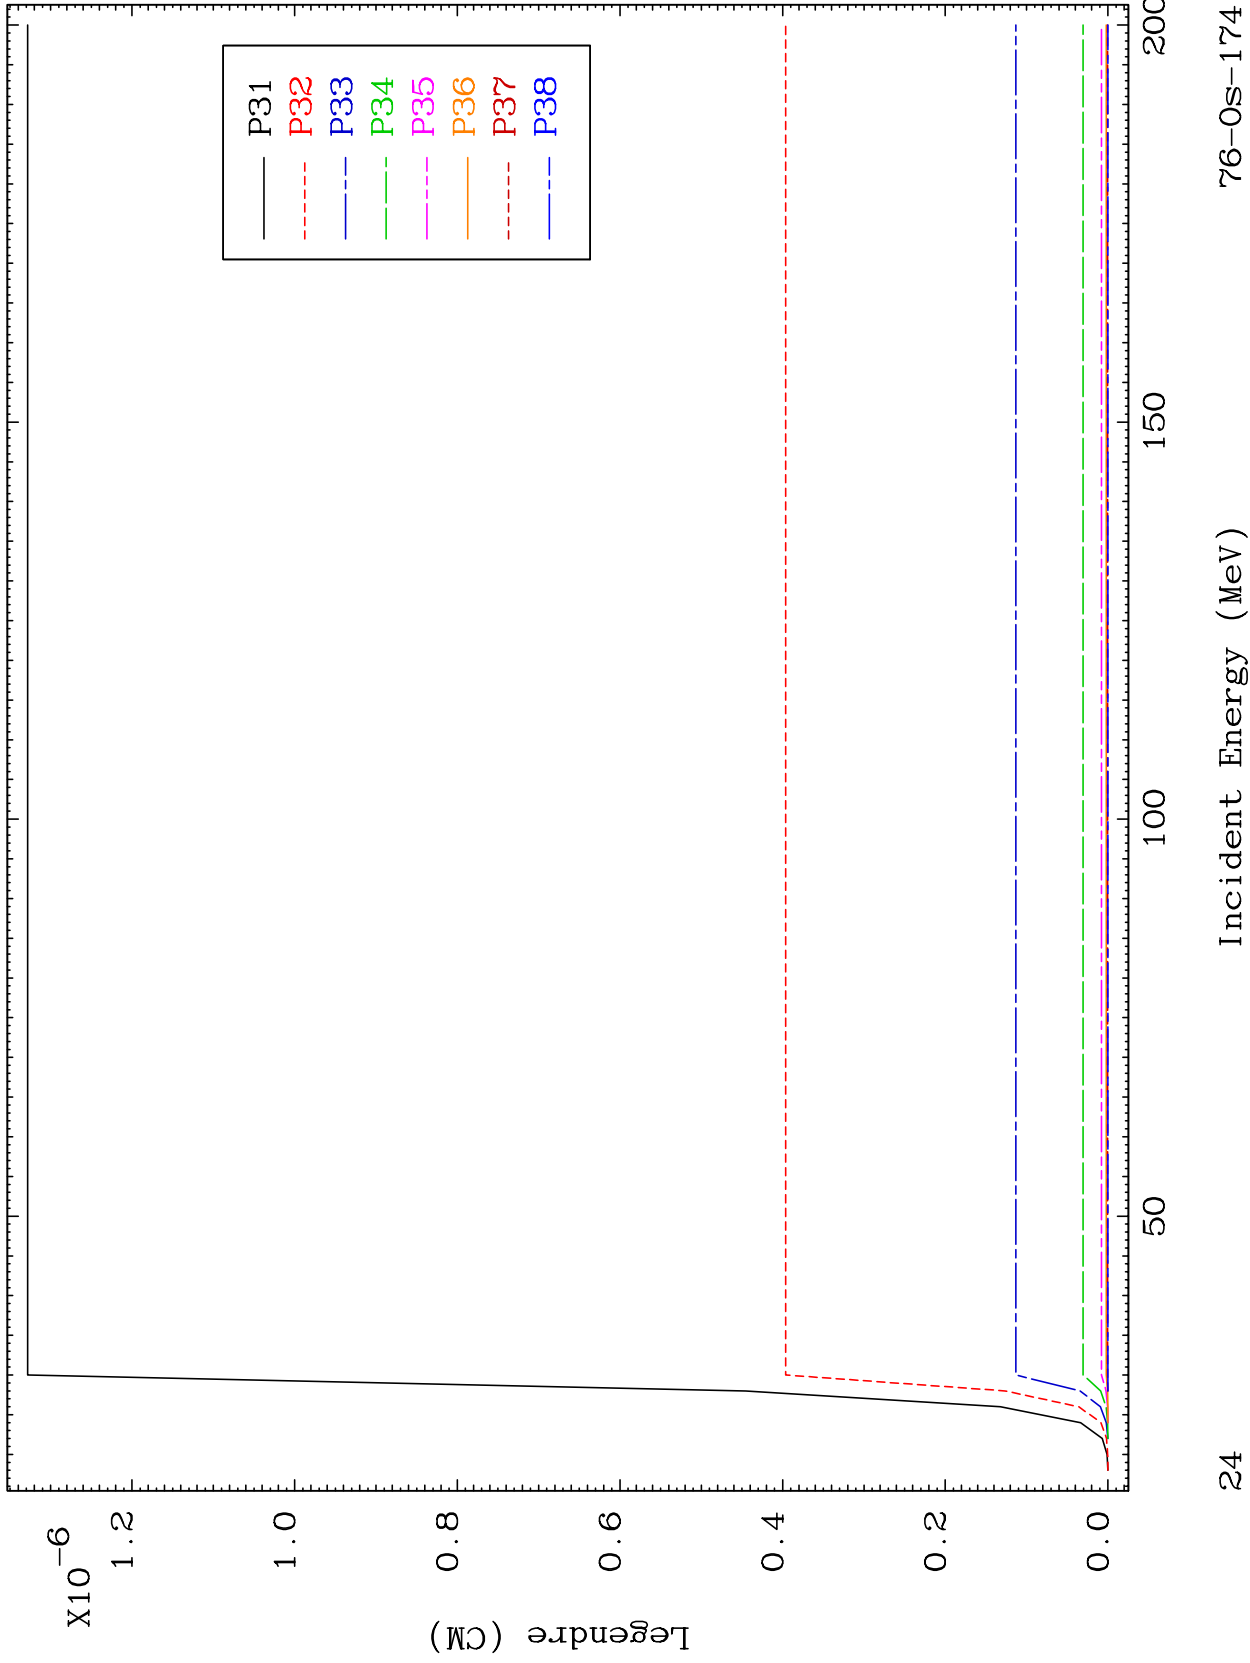 X10-6
Legendre (CM)
1.2
1.0
0.8
0.6
0.4
0.2
0.0
P31
P32
P33
P34
P35
P36
P37
P38
50
100
150
200
Incident Energy (MeV)
24
76-Os-174